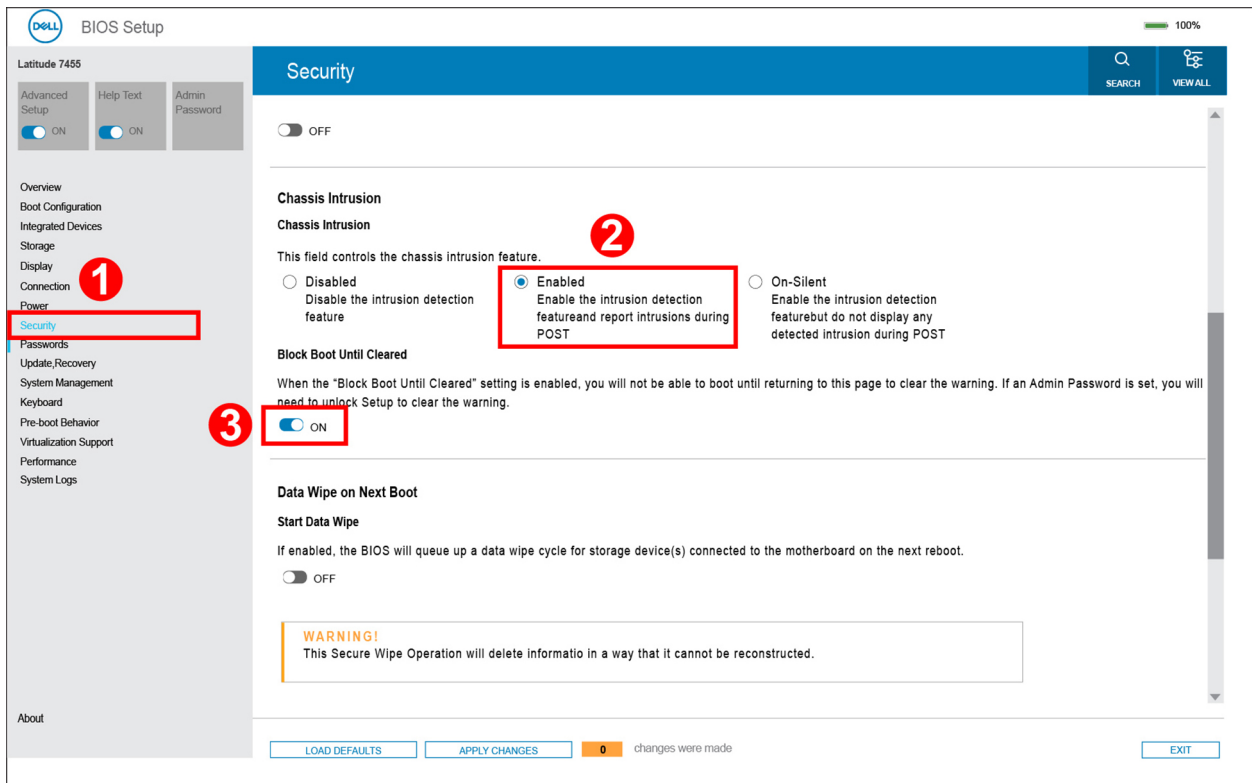 DELL
BIOS Setup
100%
Latitude 7455
Advanced Setup
ON
Help Text
ON
Admin Password
Security
SEARCH
VIEW ALL
Overview
Boot Configuration
Integrated Devices
Storage
Display
Connection
Power
Security
Passwords
Update,Recovery
System Management
Keyboard
Pre-boot Behavior
Virtualization Support
Performance
System Logs
About
1
OFF
Chassis Intrusion
Chassis Intrusion
2
This field controls the chassis intrusion feature.
Disabled
Disable the intrusion detection
feature
Enabled
Enable the intrusion detection
featureand report intrusions during
POST
On-Silent
Enable the intrusion detection
featurebut do not display any
detected intrusion during POST
Block Boot Until Cleared
When the “Block Boot Until Cleared” setting is enabled, you will not be able to boot until returning to this page to clear the warning. If an Admin Password is set, you will
need to unlock Setup to clear the warning.
3
ON
Data Wipe on Next Boot
Start Data Wipe
If enabled, the BIOS will queue up a data wipe cycle for storage device(s) connected to the motherboard on the next reboot.
OFF
WARNING!
This Secure Wipe Operation will delete informatio in a way that it cannot be reconstructed.
LOAD DEFAULTS
APPLY CHANGES
0
changes were made
EXIT